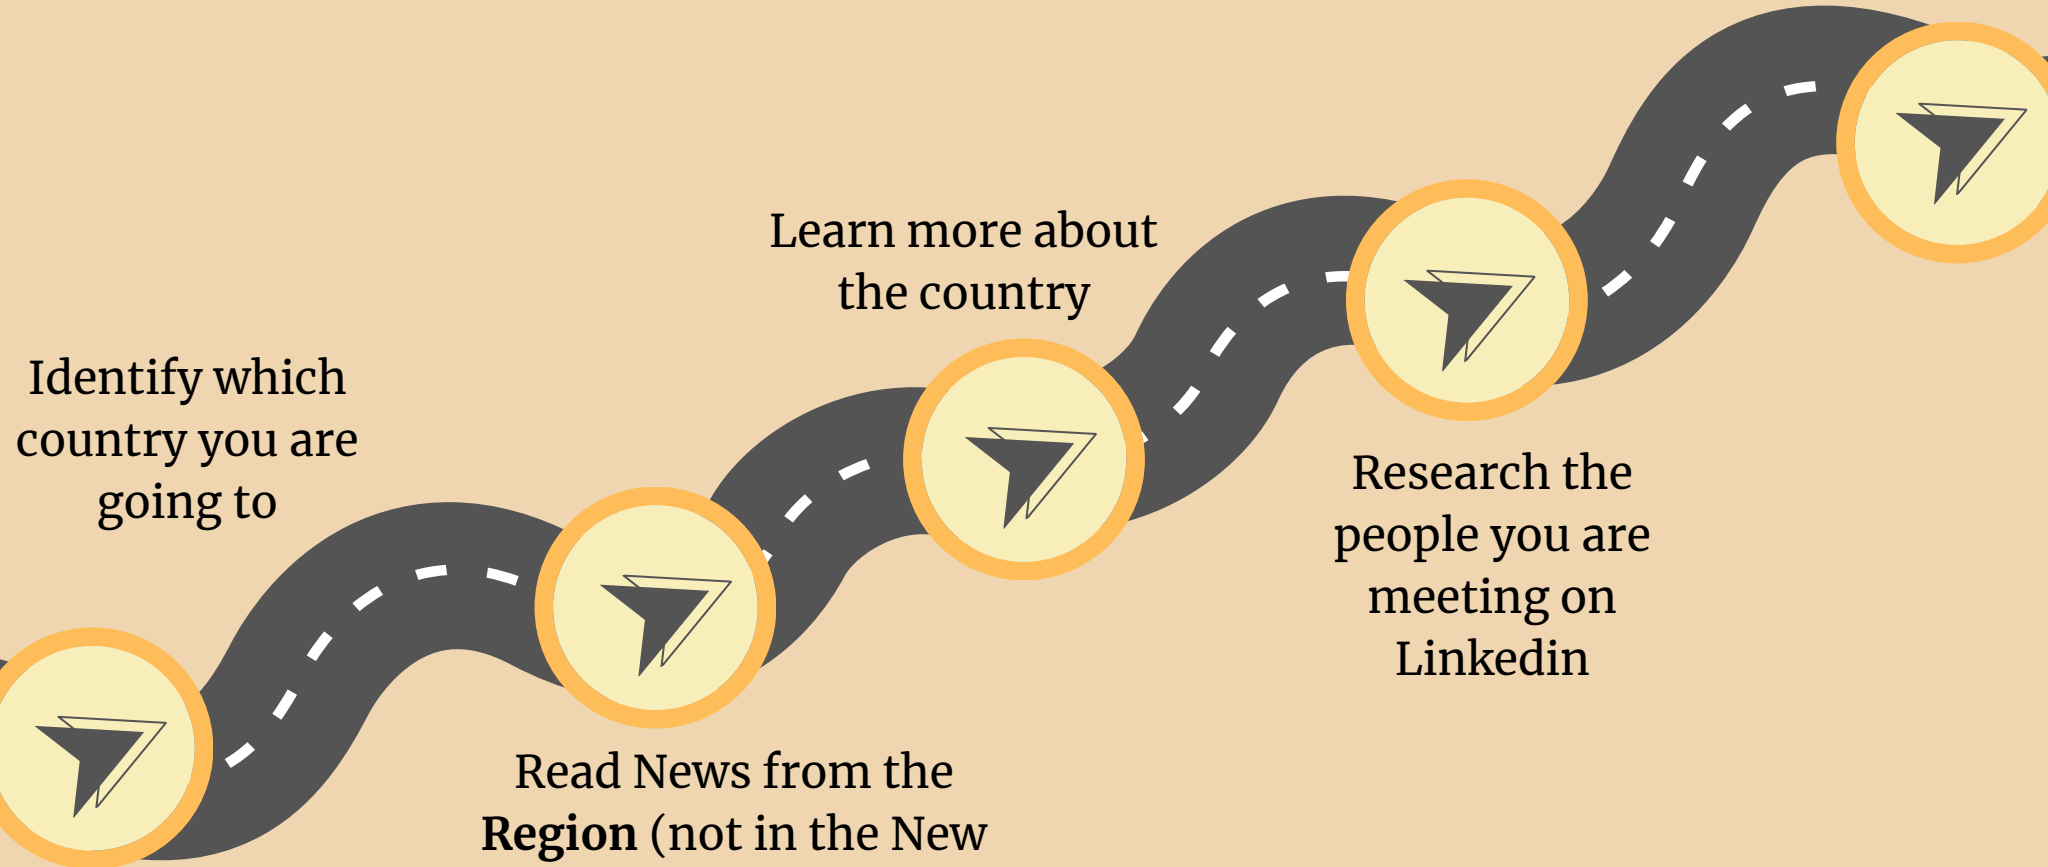 Identify which
country you are
going to
Read News from the
Region (not in the New
Learn more about
the country
Research the
people you are
meeting on
Linkedin